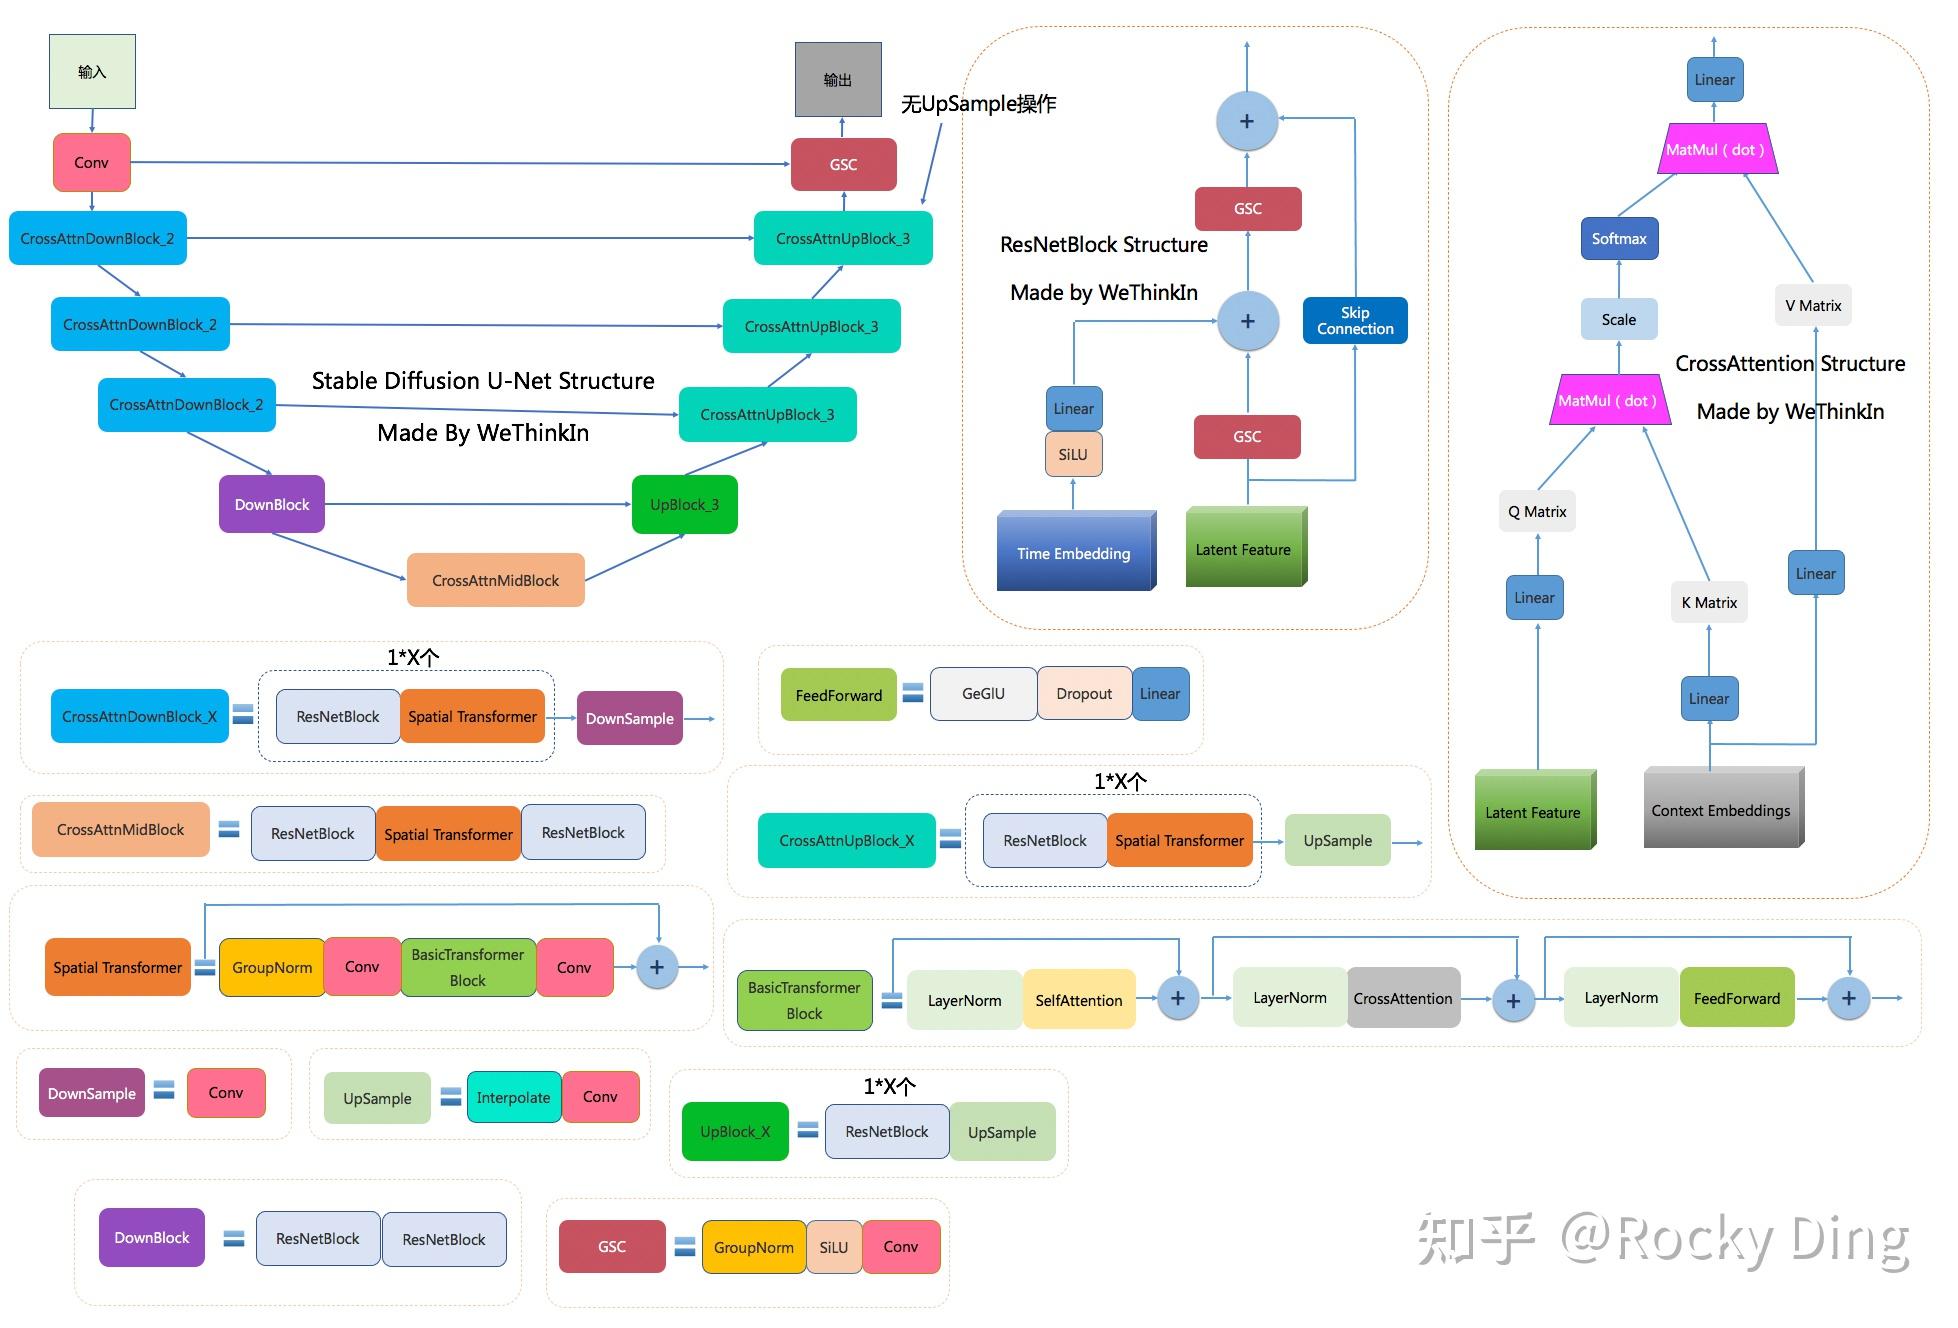 输入
Conv
CrossAttnDownBlock_2
CrossAttnDownBlock_2
CrossAttnDownBlock_2
DownBlock
CrossAttnMidBlock
UpBlock_3
CrossAttnUpBlock_3
CrossAttnUpBlock_3
CrossAttnUpBlock_3
GSC
输出
无UpSample操作
Stable Diffusion U-Net Structure
Made By WeThinkIn
+
GSC
ResNetBlock Structure
Made by WeThinkIn
+
Skip
Connection
Linear
SiLU
GSC
Time Embedding
Latent Feature
Linear
MatMul ( dot )
Softmax
Scale
V Matrix
CrossAttention Structure
Made by WeThinkIn
MatMul ( dot )
Q Matrix
Linear
K Matrix
Linear
Linear
Latent Feature
Context Embeddings
1*X个
CrossAttnDownBlock_X
ResNetBlock
Spatial Transformer
DownSample
FeedForward
GeGlU
Dropout
Linear
CrossAttnMidBlock
ResNetBlock
Spatial Transformer
ResNetBlock
1*X个
CrossAttnUpBlock_X
ResNetBlock
Spatial Transformer
UpSample
Spatial Transformer
GroupNorm
Conv
BasicTransformer
Block
Conv
+
BasicTransformer
Block
LayerNorm
SelfAttention
+
LayerNorm
CrossAttention
+
LayerNorm
FeedForward
+
DownSample
Conv
UpSample
Interpolate
Conv
1*X个
UpBlock_X
ResNetBlock
UpSample
DownBlock
ResNetBlock
ResNetBlock
GSC
GroupNorm
SiLU
Conv
知乎 @Rocky Ding